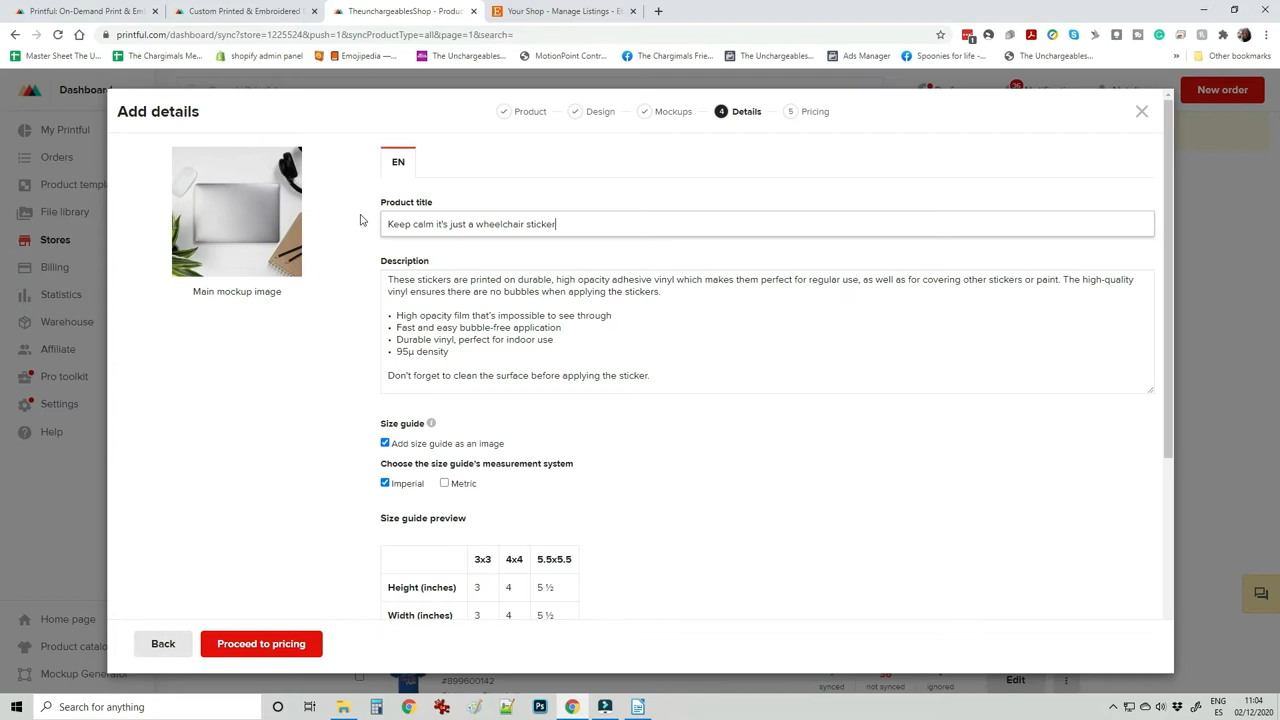 Printful: On-Demand Print & Emb
Custom Printed & Embroidered
TheunchargeablesShop - Produc
Your Shop - Manage Listings - Et
printful.com/dashboard/sync?store=1225524&push=1&syncProductType=all&page=1&search=
Master Sheet The U...
The Chargimals Me...
shopify admin panel
Emojipedia —...
The Unchargeables...
MotionPoint Contr...
The Chargimals Frie...
The Unchargeables...
Ads Manager
Spoonies for life -...
The Unchargeables...
Other bookmarks
Dashboard
36
New order
My Printful
Orders
Product temp
File library
Stores
Billing
Statistics
Warehouse
Affiliate
Pro toolkit
Settings
Help
Home page
Product catalo
Mockup Generator
Add details
Product
Design
Mockups
4 Details
5 Pricing
Main mockup image
EN
Product title
Keep calm it's just a wheelchair sticker
Description
These stickers are printed on durable, high opacity adhesive vinyl which makes them perfect for regular use, as well as for covering other stickers or paint. The high-quality
vinyl ensures there are no bubbles when applying the stickers.
• High opacity film that's impossible to see through
• Fast and easy bubble-free application
• Durable vinyl, perfect for indoor use
• 95µ density
Don't forget to clean the surface before applying the sticker.
Size guide
Add size guide as an image
Choose the size guide's measurement system
Imperial Metric
Size guide preview
3x3 4x4 5.5x5.5
Height (inches) 3 4 5 ½
Width (inches) 3 4 5 ½
Back
Proceed to pricing
#899600142
synced
not synced
ignored
Edit
Search for anything
ENG
ES
11:04
02/12/2020